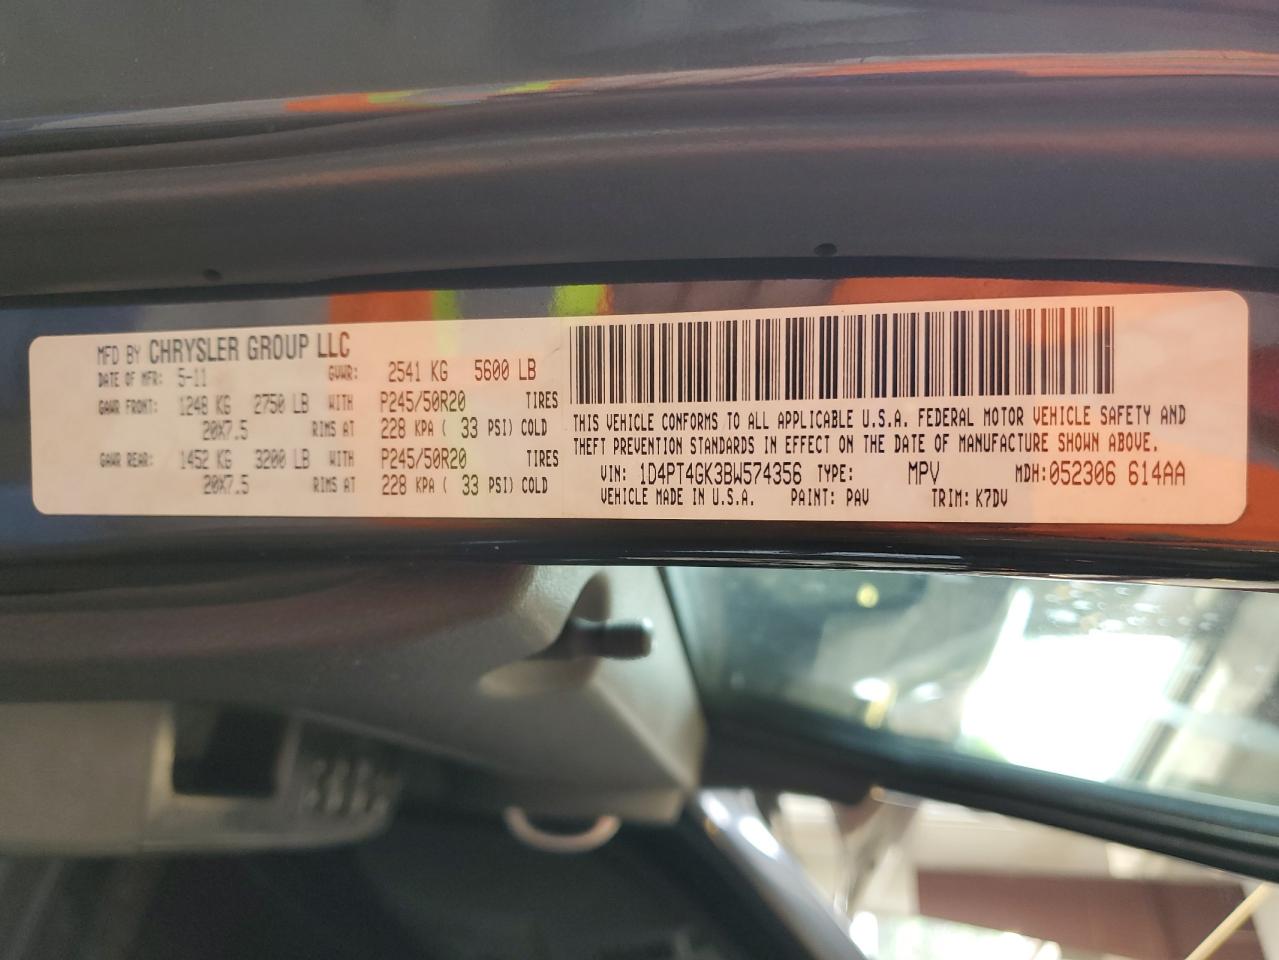 MFD BY CHRYSLER GROUP LLC
DATE OF MFR: 5-11 GVWR: 2541 KG 5600 LB
GAWR FRONT: 1248 KG 2750 LB WITH P245/50R20 TIRES
20X7.5 RIMS AT 228 KPA ( 33 PSI) COLD
GAWR REAR: 1452 KG 3200 LB WITH P245/50R20 TIRES
20X7.5 RIMS AT 228 KPA ( 33 PSI) COLD
THIS VEHICLE CONFORMS TO ALL APPLICABLE U.S.A. FEDERAL MOTOR VEHICLE SAFETY AND
THEFT PREVENTION STANDARDS IN EFFECT ON THE DATE OF MANUFACTURE SHOWN ABOVE.
VIN: 1D4PT4GK3BW574356 TYPE: MPV MDH:052306 614AA
VEHICLE MADE IN U.S.A. PAINT: PAV TRIM: K7DV